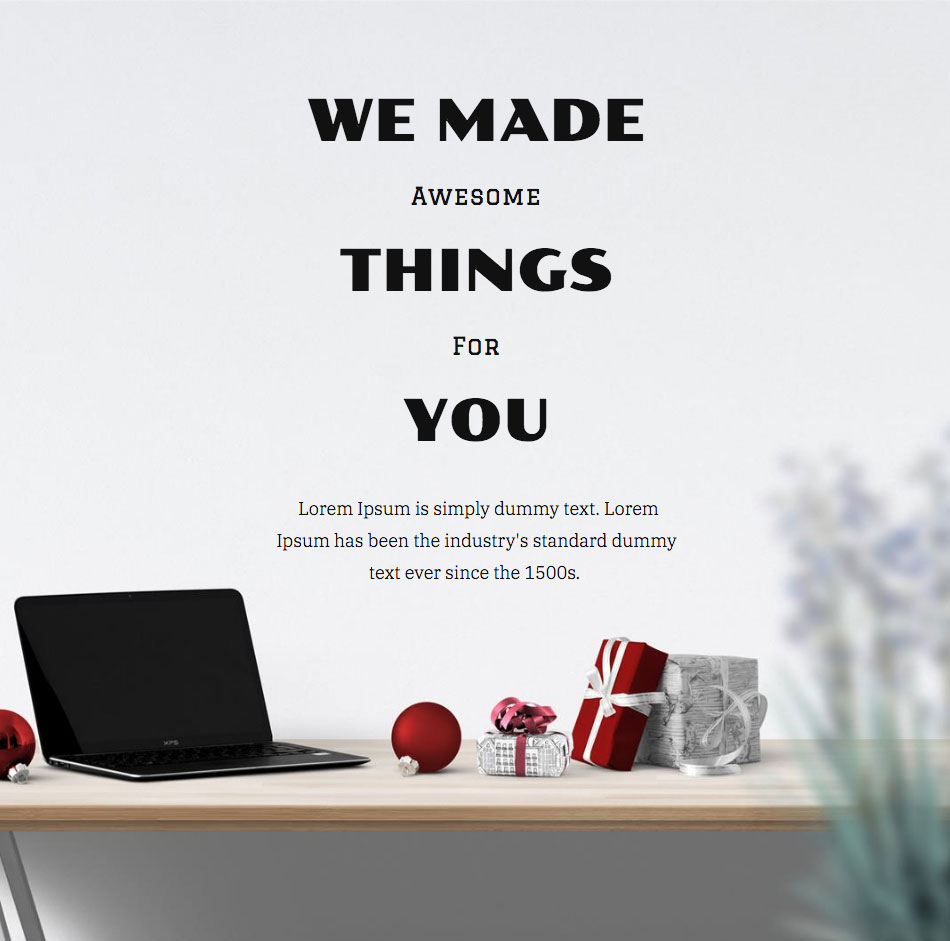 WE MADE
Awesome
THINGS
For
YOU
Lorem Ipsum is simply dummy text. Lorem
Ipsum has been the industry's standard dummy
text ever since the 1500s.
XPS